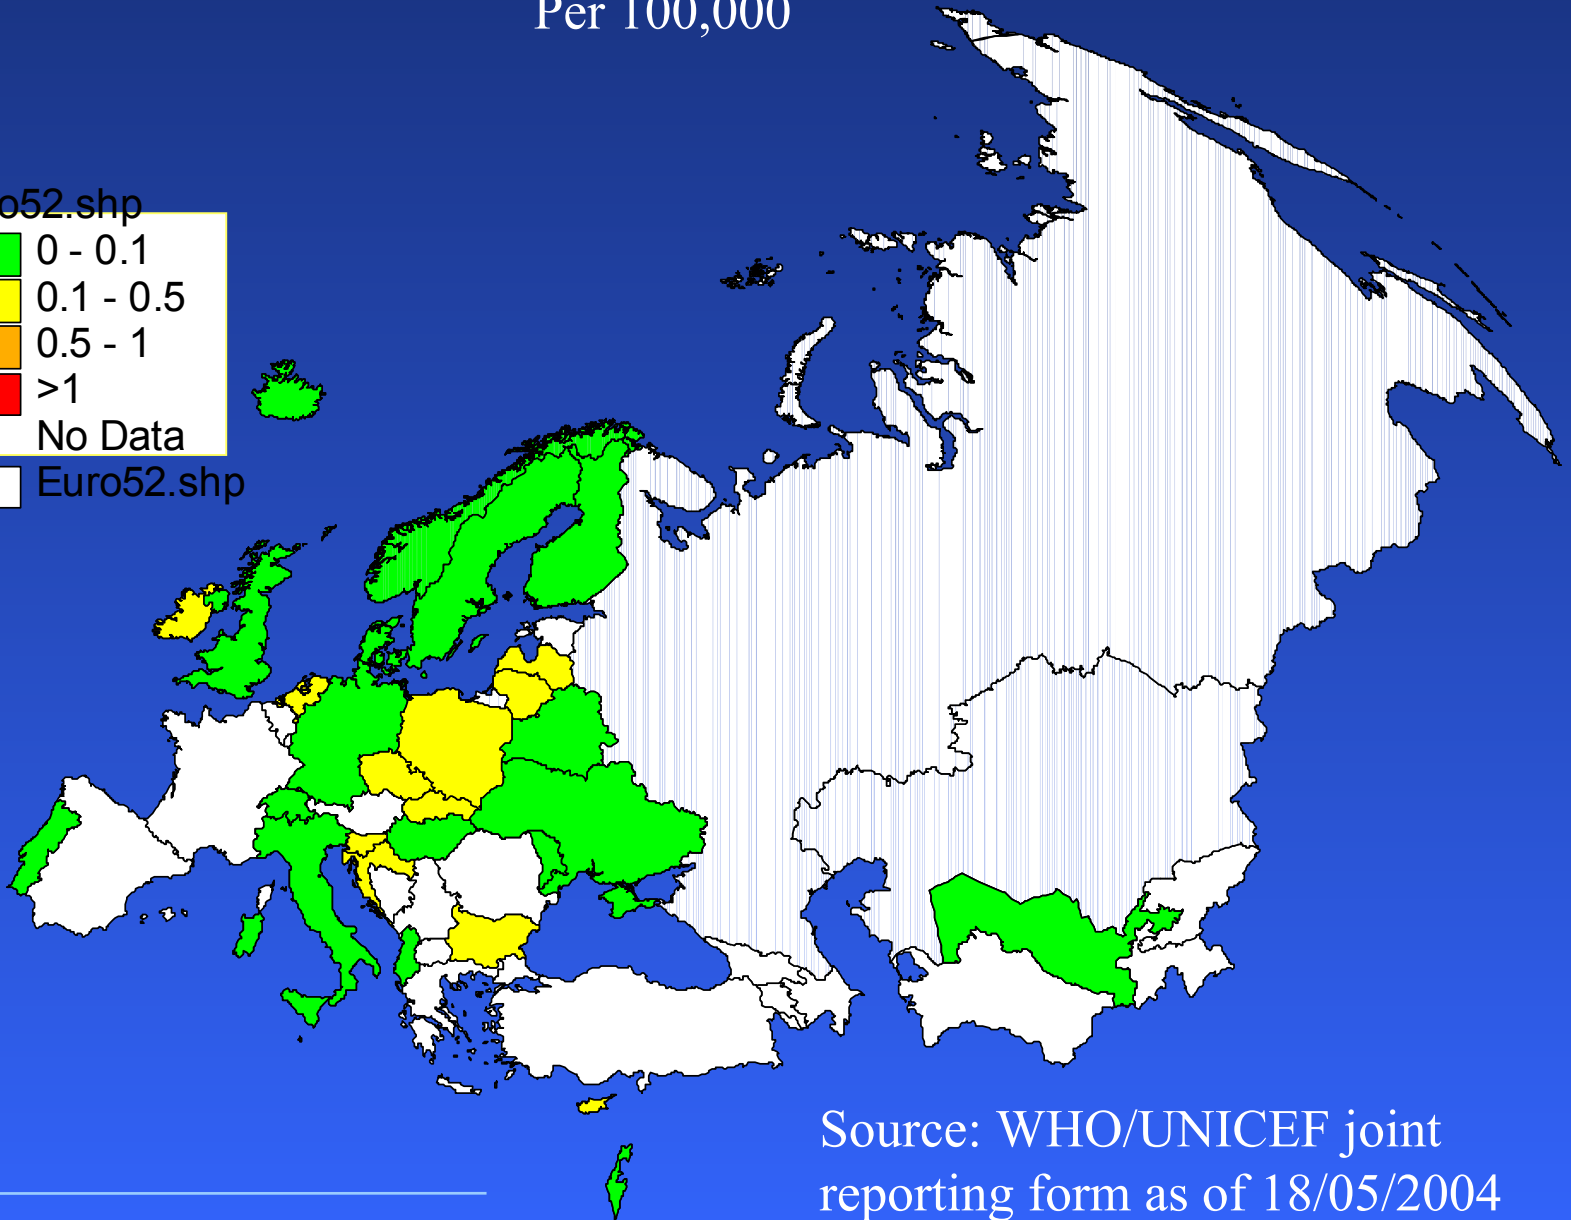 Per 100,000
o52.shp
0 - 0.1
0.1 - 0.5
0.5 - 1
>1
No Data
Euro52.shp
Source: WHO/UNICEF joint
reporting form as of 18/05/2004